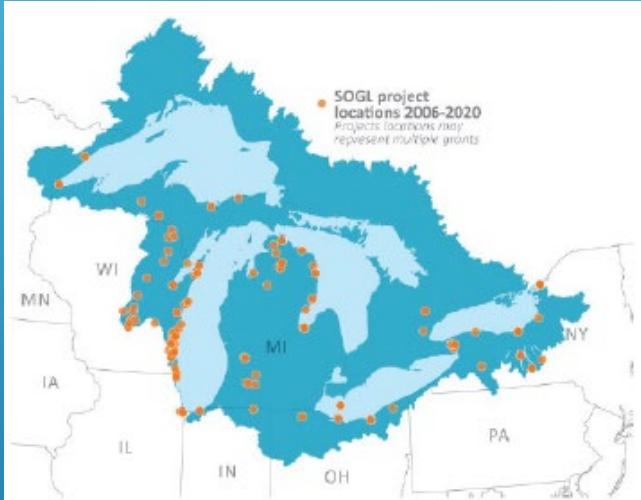 SOGL project
locations 2006-2020
Projects locations may
represent multiple grants
WI
MN
MI
NY
IA
PA
IL
IN
OH